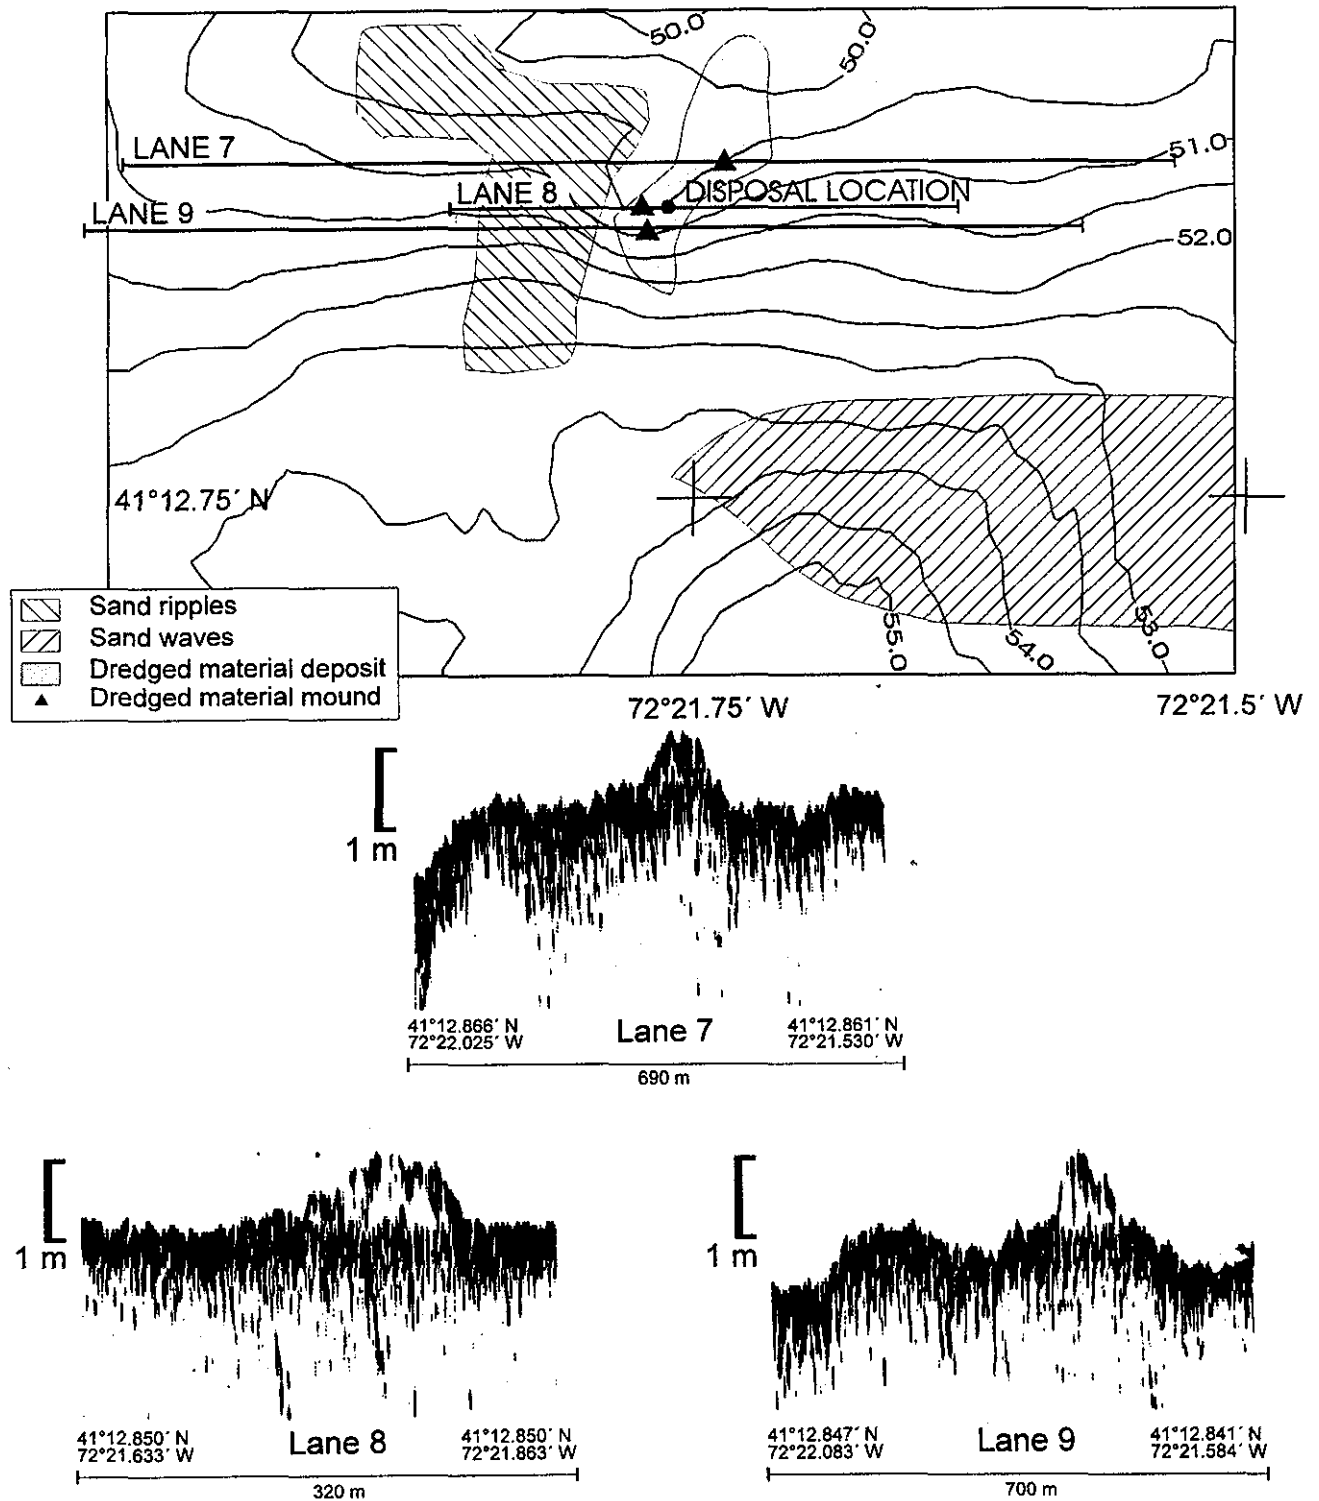 50.0
50.0
LANE 7
51.0
LANE 8
DISPOSAL LOCATION
LANE 9
52.0
41°12.75´ N
Sand ripples
Sand waves
Dredged material deposit
Dredged material mound
55.0
54.0
53.0
72°21.75´ W
72°21.5´ W
1 m
41°12.866´ N
72°22.025´ W
Lane 7
41°12.861´ N
72°21.530´ W
690 m
1 m
41°12.850´ N
72°21.633´ W
Lane 8
41°12.850´ N
72°21.863´ W
320 m
1 m
41°12.847´ N
72°22.083´ W
Lane 9
41°12.841´ N
72°21.584´ W
700 m